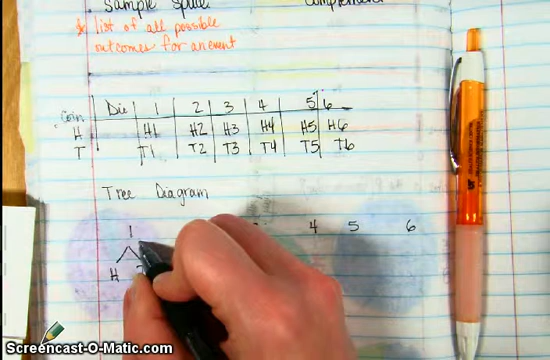 Sample Space Complement
* list of all possible
outcomes for an event
Coin Die 1 2 3 4 5 6
H H1 H2 H3 H4 H5 H6
T T1 T2 T3 T4 T5 T6
Tree Diagram
1 4 5 6
H
Screencast-O-Matic.com